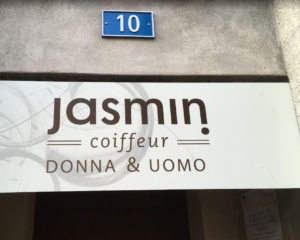 10
Jasmin
coiffeur
DONNA & UOMO